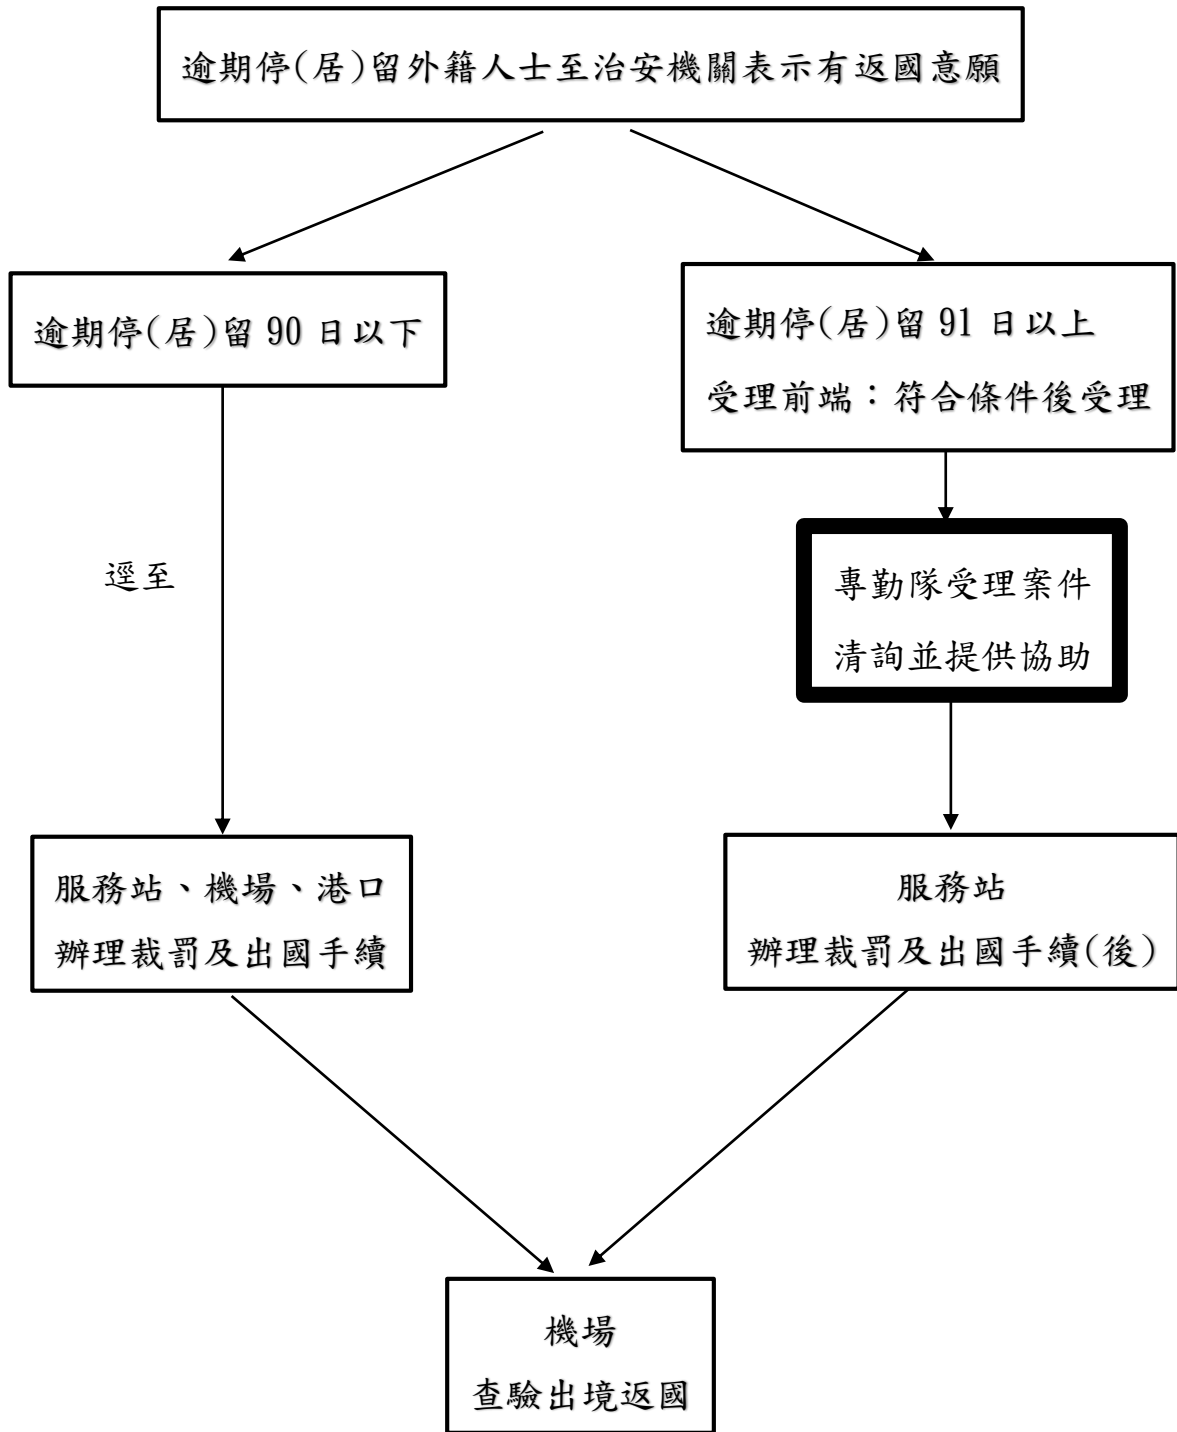 逾期停(居)留外籍人士至治安機關表示有返國意願
逾期停(居)留 90 日以下
逾期停(居)留 91 日以上
受理前端：符合條件後受理
逕至
專勤隊受理案件
清詢並提供協助
服務站、機場、港口
辦理裁罰及出國手續
服務站
辦理裁罰及出國手續(後)
機場
查驗出境返國